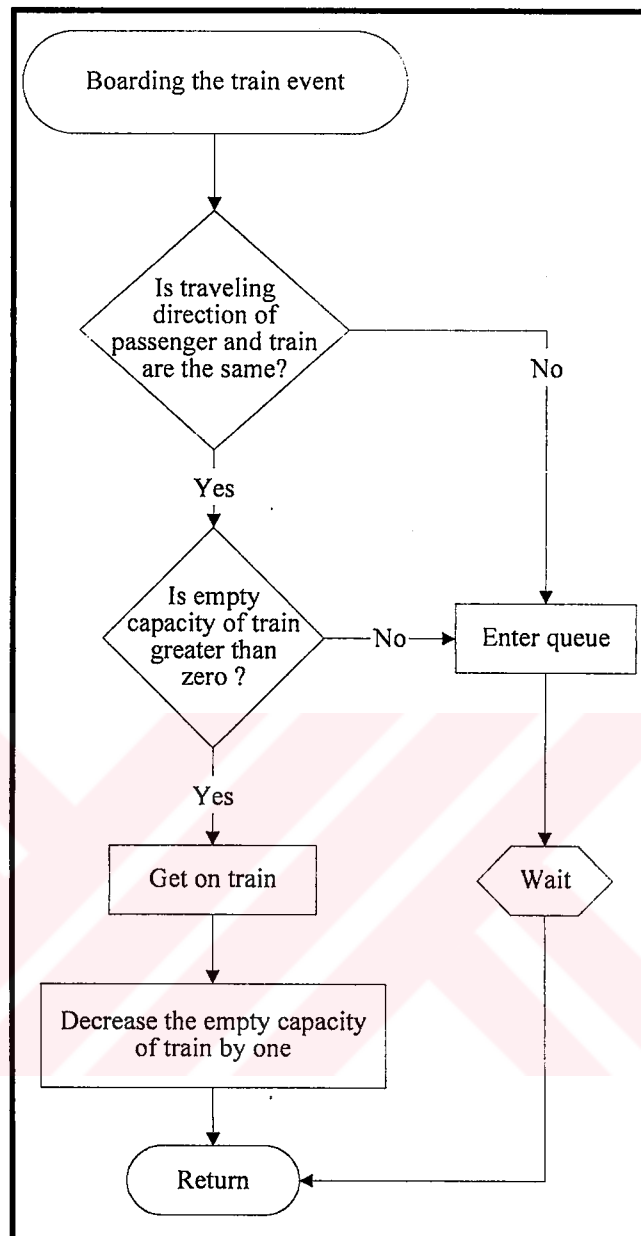 Boarding the train event
Is traveling
direction of
passenger and train
are the same?
No
Yes
Is empty
capacity of train
greater than
zero ?
No
Enter queue
Yes
Get on train
Wait
Decrease the empty capacity
of train by one
Return